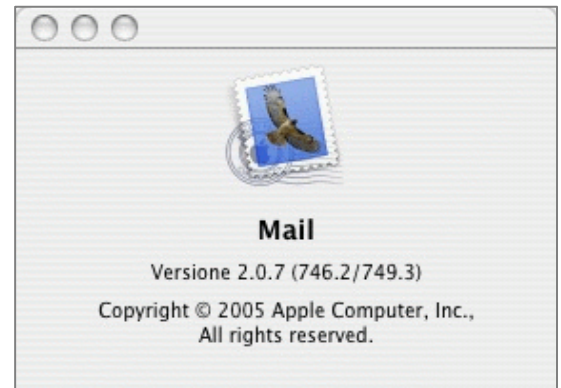 Mail
Versione 2.0.7 (746.2/749.3)
Copyright © 2005 Apple Computer, Inc.,
All rights reserved.